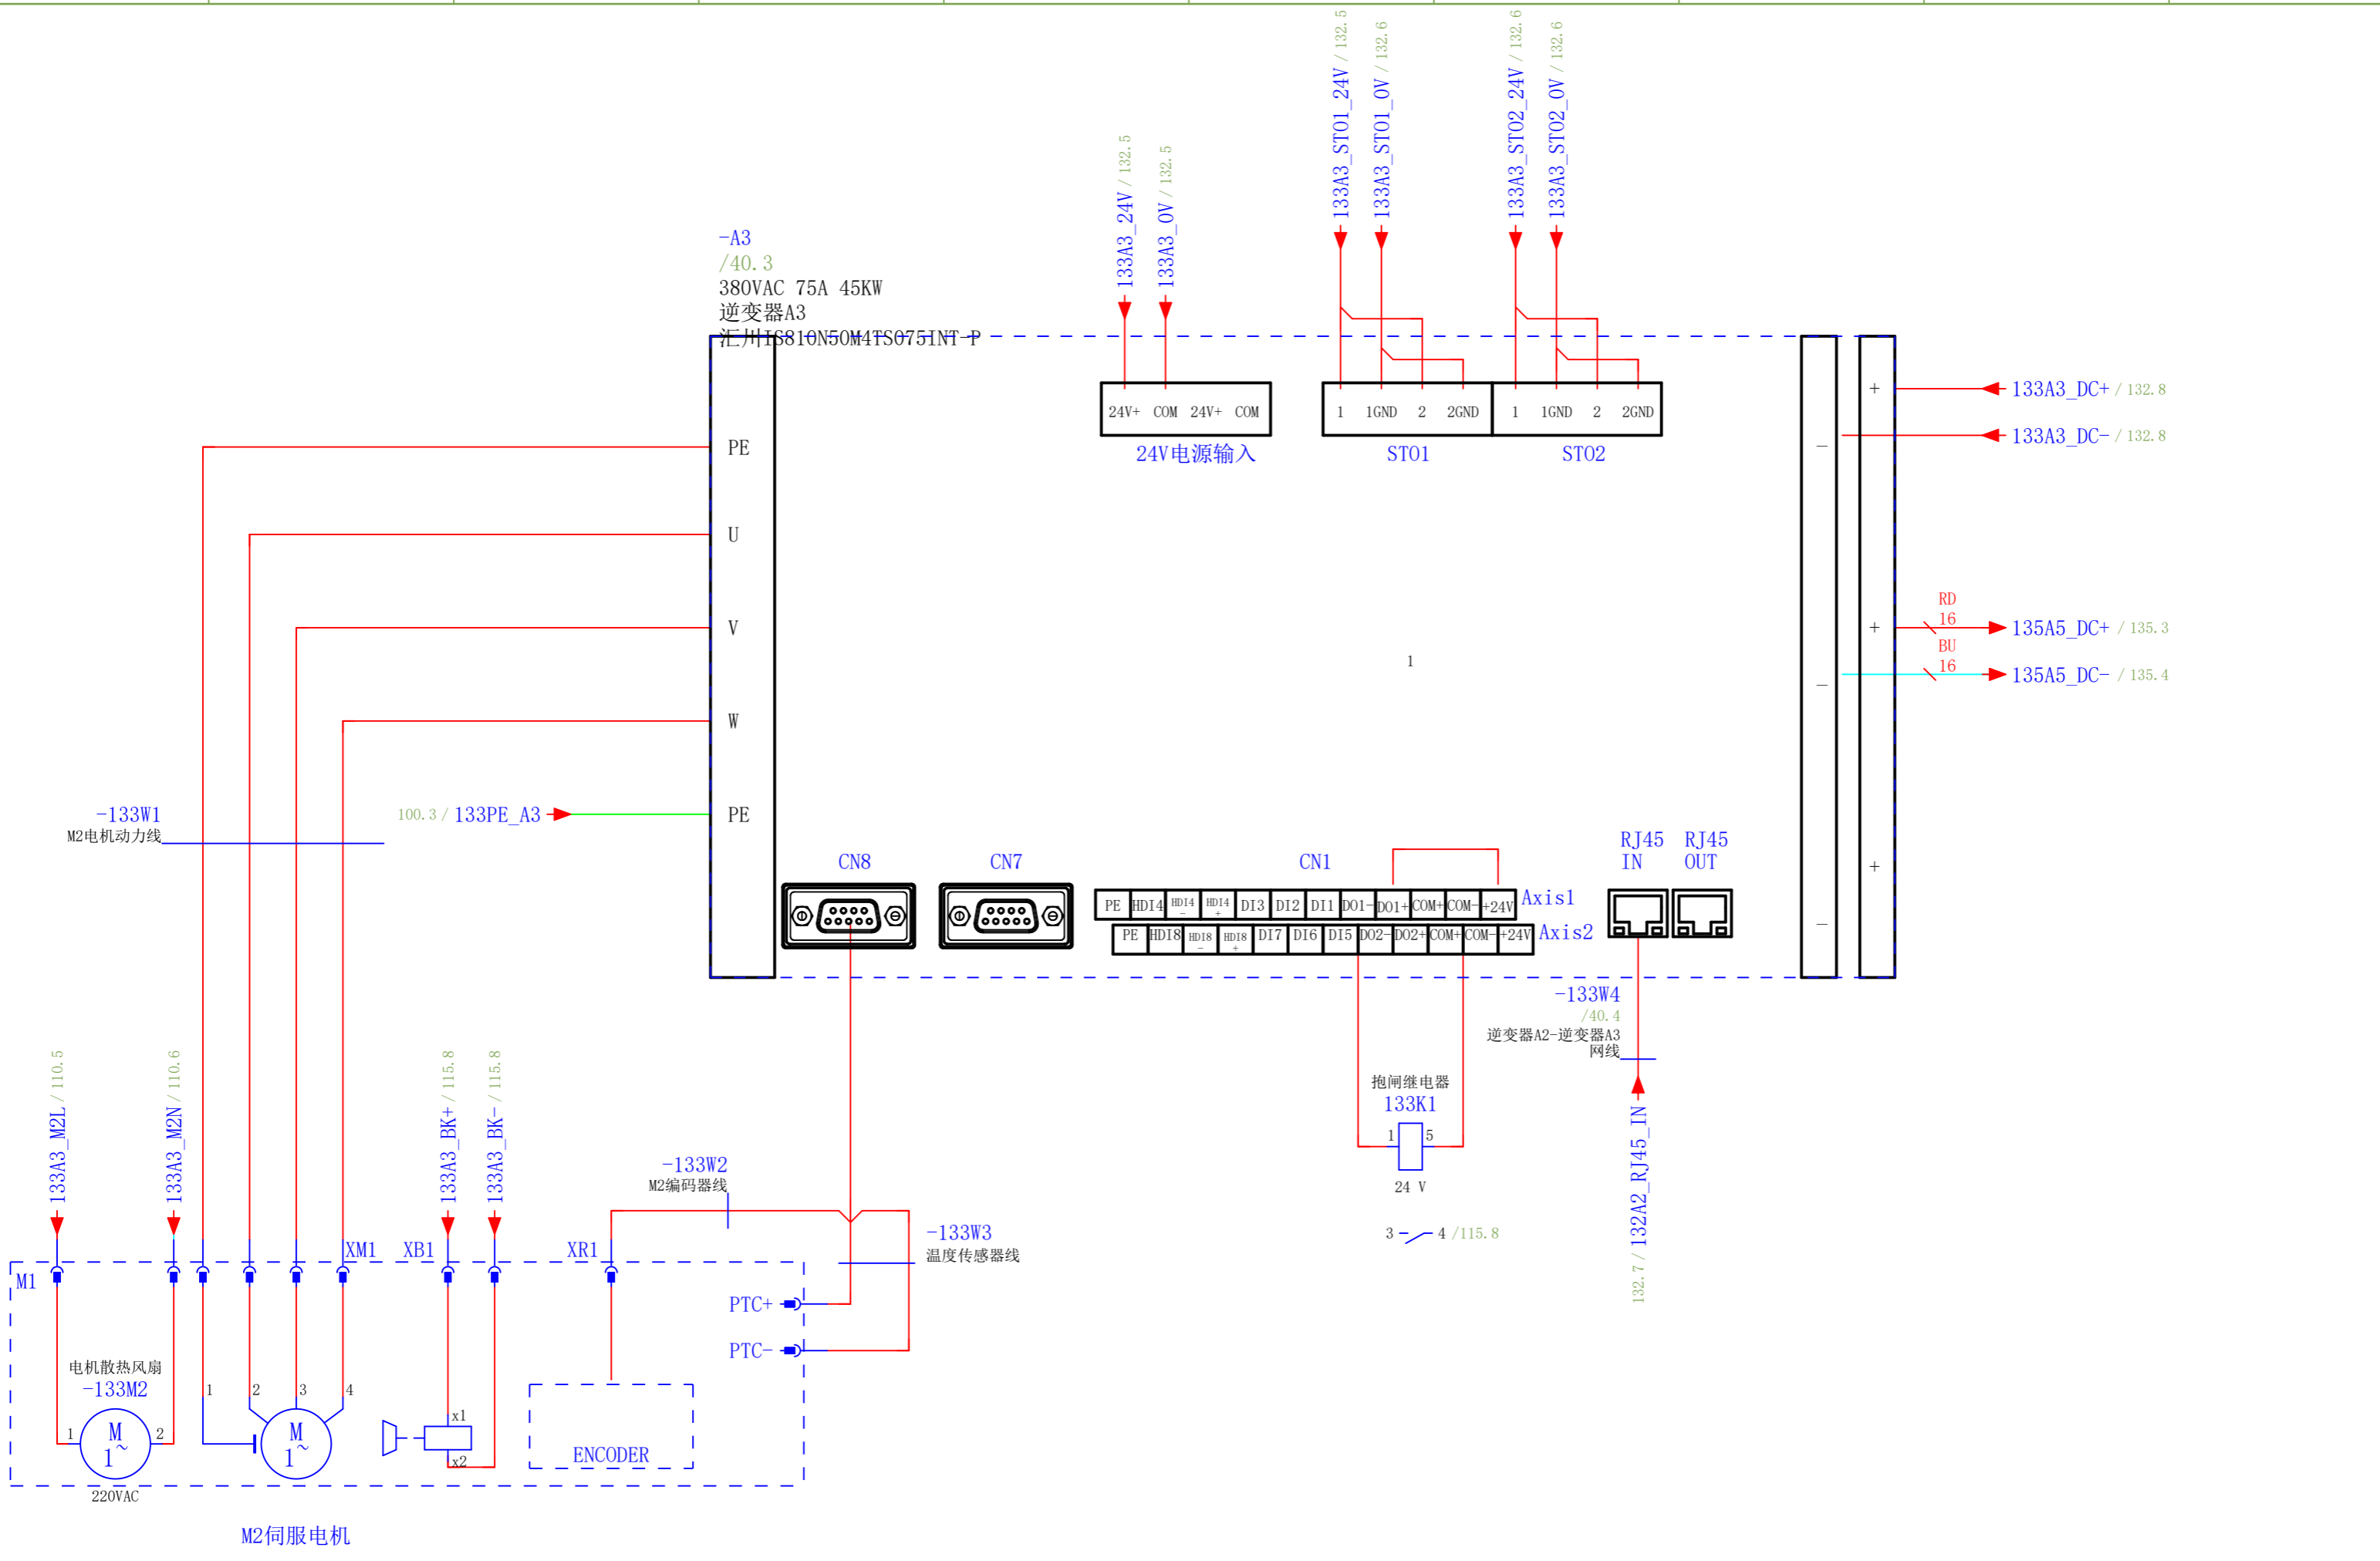 133A3_STO1_24V / 132.5
133A3_STO1_0V / 132.6
133A3_STO2_24V / 132.6
133A3_STO2_0V / 132.6
133A3_24V / 132.5
133A3_0V / 132.5
-A3
/40.3
380VAC 75A 45KW
逆变器A3
汇川IS810N50M4TS075INT-P
24V+ COM 24V+ COM
24V电源输入
1 1GND 2 2GND
STO1
1 1GND 2 2GND
STO2
+
133A3_DC+ / 132.8
-
133A3_DC- / 132.8
PE
U
V
W
PE
1
RD
16
+
135A5_DC+ / 135.3
BU
16
-
135A5_DC- / 135.4
+
-
-133W1
M2电机动力线
100.3 / 133PE_A3
CN8
CN7
CN1
RJ45
IN
RJ45
OUT
PE HDI4 HDI4- HDI4+ DI3 DI2 DI1 DO1- DO1+ COM+ COM- +24V Axis1
PE HDI8 HDI8- HDI8+ DI7 DI6 DI5 DO2- DO2+ COM+ COM- +24V Axis2
-133W4
/40.4
逆变器A2-逆变器A3
网线
抱闸继电器
133K1
1 5
24 V
3 4 /115.8
132.7 / 132A2_RJ45_IN
133A3_M2L / 110.5
133A3_M2N / 110.6
133A3_BK+ / 115.8
133A3_BK- / 115.8
-133W2
M2编码器线
-133W3
温度传感器线
M1
XM1
XB1
XR1
PTC+
PTC-
电机散热风扇
-133M2
1 2
M
1~
220VAC
1 2 3 4
M
1~
x1
x2
ENCODER
M2伺服电机